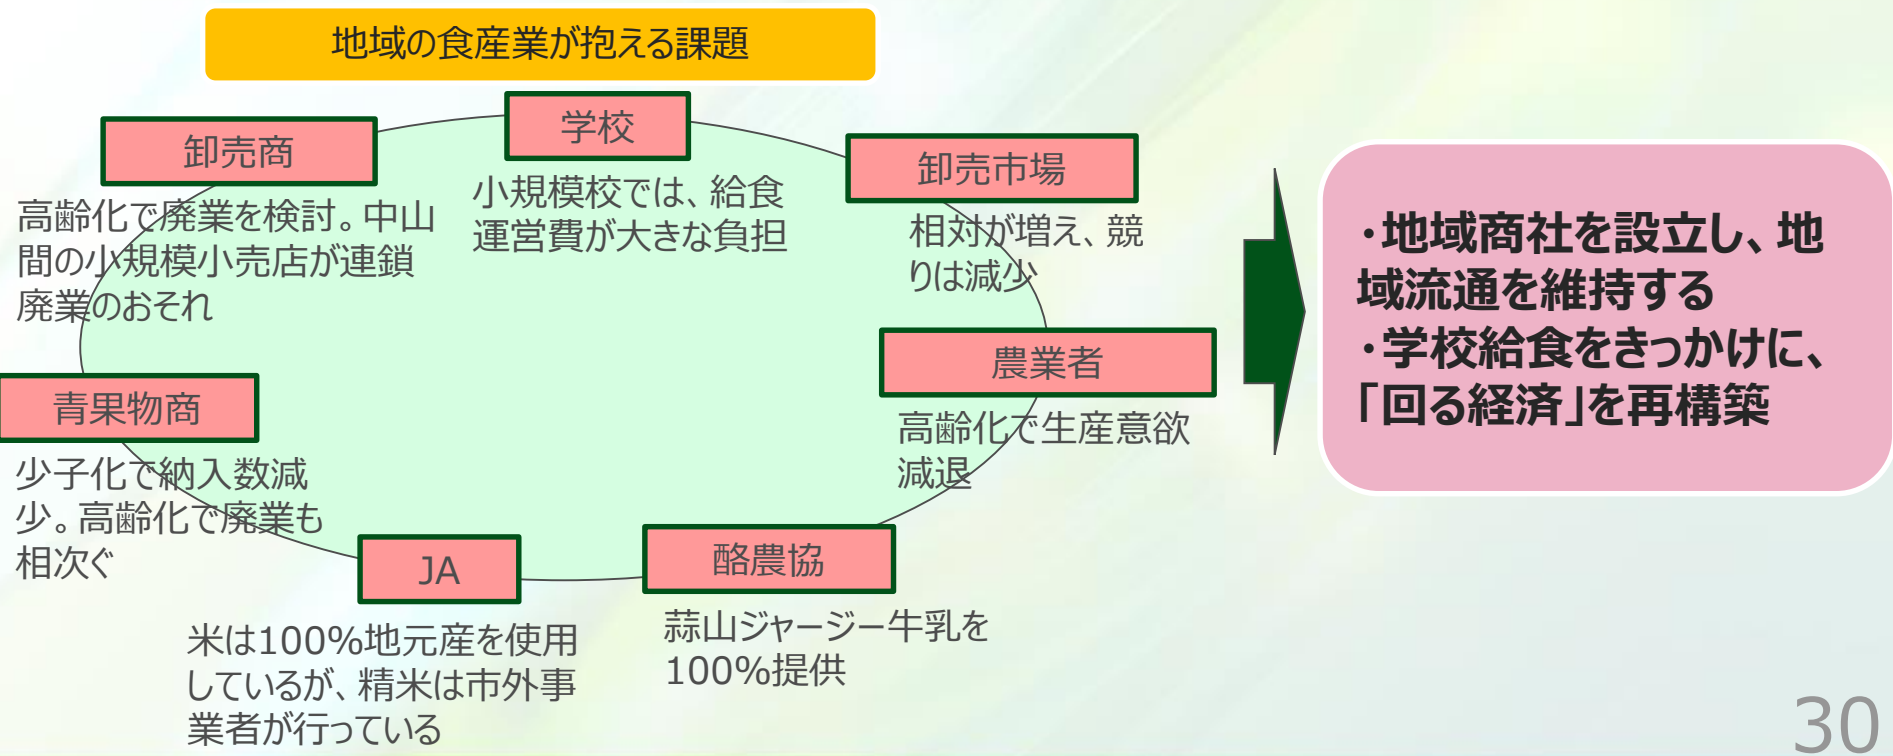 地域の食産業が抱える課題
卸売商
高齢化で廃業を検討。中山
間の小規模小売店が連鎖
廃業のおそれ
学校
小規模校では、給食
運営費が大きな負担
卸売市場
相対が増え、競
りは減少
農業者
高齢化で生産意欲
減退
青果物商
少子化で納入数減
少。高齢化で廃業も
相次ぐ
JA
米は100%地元産を使用
しているが、精米は市外事
業者が行っている
酪農協
蒜山ジャージー牛乳を
100%提供
・地域商社を設立し、地
域流通を維持する
・学校給食をきっかけに、
「回る経済」を再構築
30